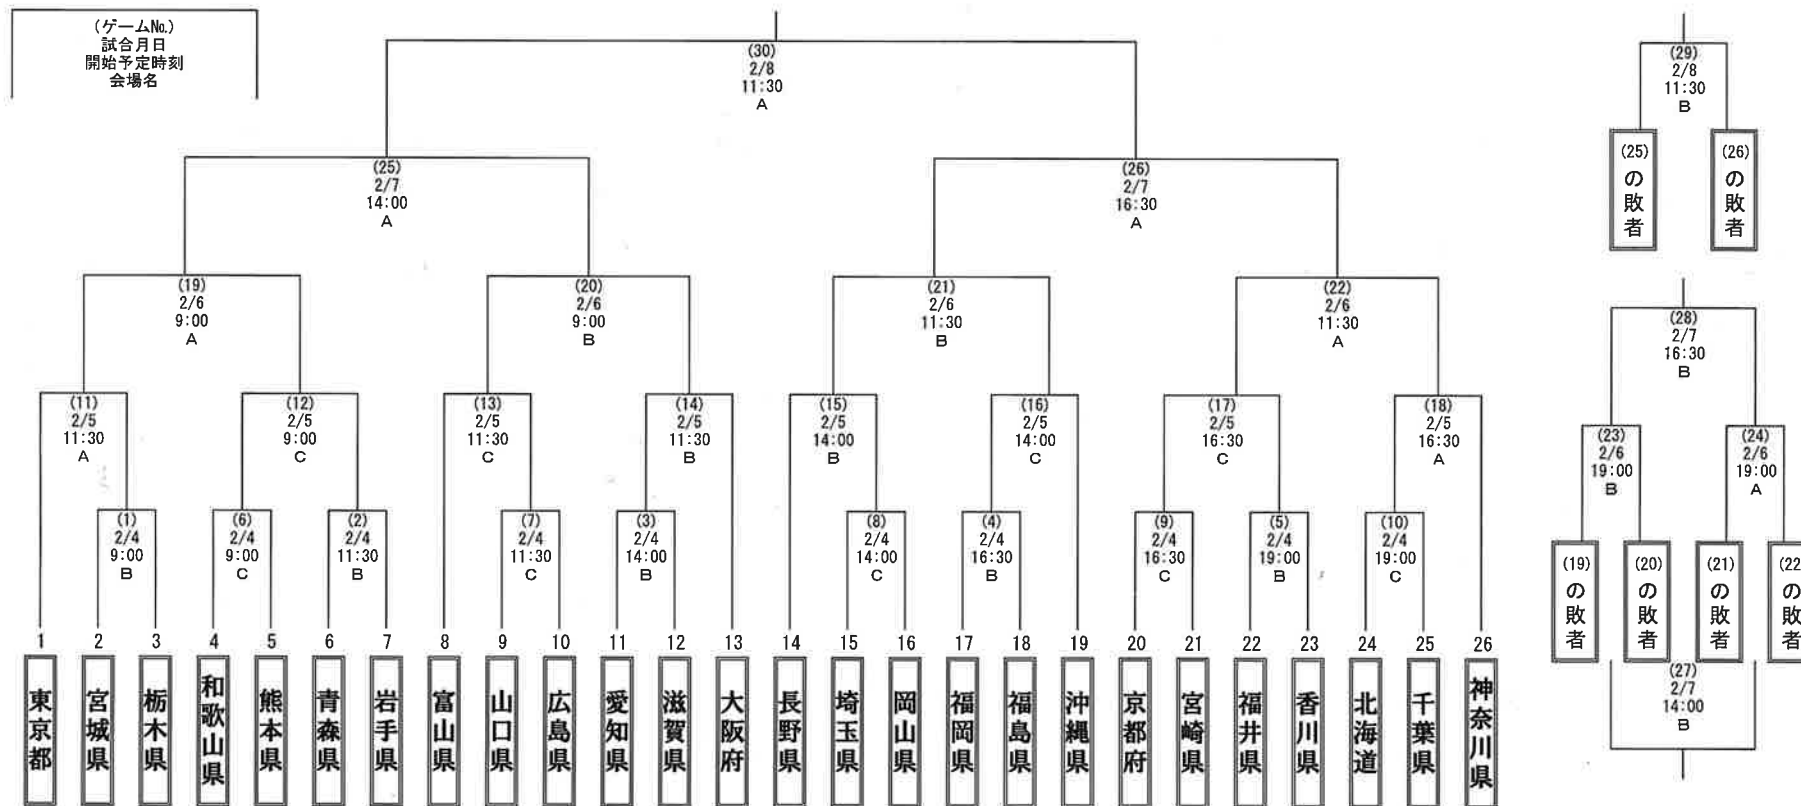 (ゲームNo.)
試合月日
開始予定時刻
会場名
(30)
2/8
11:30
A
(29)
2/8
11:30
B
(25)
の敗者
(26)
の敗者
(25)
2/7
14:00
A
(26)
2/7
16:30
A
(19)
2/6
9:00
A
(20)
2/6
9:00
B
(21)
2/6
11:30
B
(22)
2/6
11:30
A
(28)
2/7
16:30
B
(11)
2/5
11:30
A
(12)
2/5
9:00
C
(13)
2/5
11:30
C
(14)
2/5
11:30
B
(15)
2/5
14:00
B
(16)
2/5
14:00
C
(17)
2/5
16:30
C
(18)
2/5
16:30
A
(23)
2/6
19:00
B
(24)
2/6
19:00
A
(1)
2/4
9:00
B
(6)
2/4
9:00
C
(2)
2/4
11:30
B
(7)
2/4
11:30
C
(3)
2/4
14:00
B
(8)
2/4
14:00
C
(4)
2/4
16:30
B
(9)
2/4
16:30
C
(5)
2/4
19:00
B
(10)
2/4
19:00
C
(19)
の敗者
(20)
の敗者
(21)
の敗者
(22
の敗者
(27)
2/7
14:00
B
1
東京都
2
宮城県
3
栃木県
4
和歌山県
5
熊本県
6
青森県
7
岩手県
8
富山県
9
山口県
10
広島県
11
愛知県
12
滋賀県
13
大阪府
14
長野県
15
埼玉県
16
岡山県
17
福岡県
18
福島県
19
沖縄県
20
京都府
21
宮崎県
22
福井県
23
香川県
24
北海道
25
千葉県
26
神奈川県